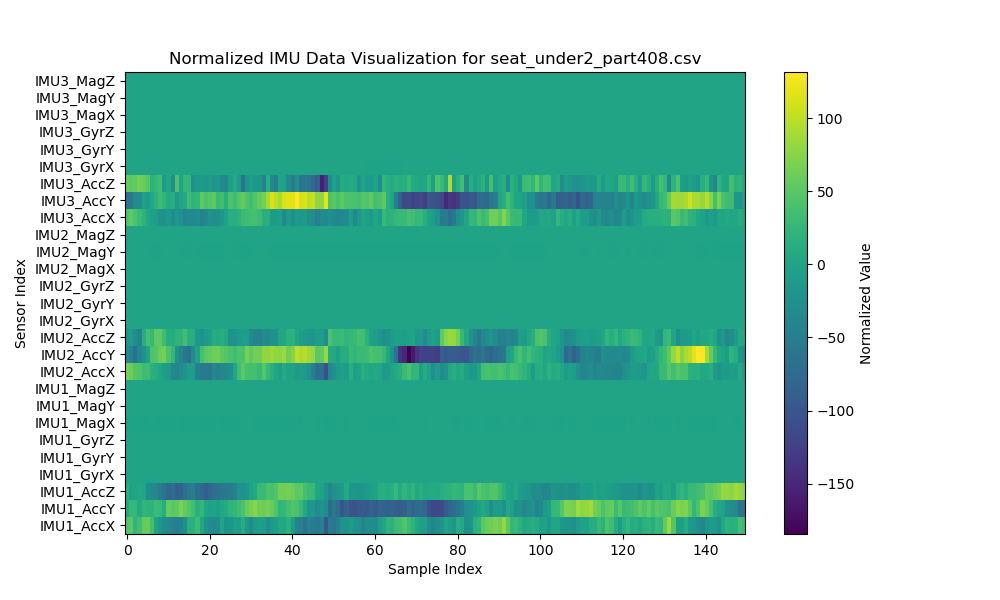 Normalized IMU Data Visualization for seat_under2_part408.csv
IMU3_MagZ
IMU3_MagY
IMU3_MagX
IMU3_GyrZ
IMU3_GyrY
IMU3_GyrX
IMU3_AccZ
IMU3_AccY
IMU3_AccX
IMU2_MagZ
IMU2_MagY
IMU2_MagX
IMU2_GyrZ
IMU2_GyrY
IMU2_GyrX
IMU2_AccZ
IMU2_AccY
IMU2_AccX
IMU1_MagZ
IMU1_MagY
IMU1_MagX
IMU1_GyrZ
IMU1_GyrY
IMU1_GyrX
IMU1_AccZ
IMU1_AccY
IMU1_AccX
Sensor Index
0 20 40 60 80 100 120 140
Sample Index
100
50
0
−50
−100
−150
Normalized Value